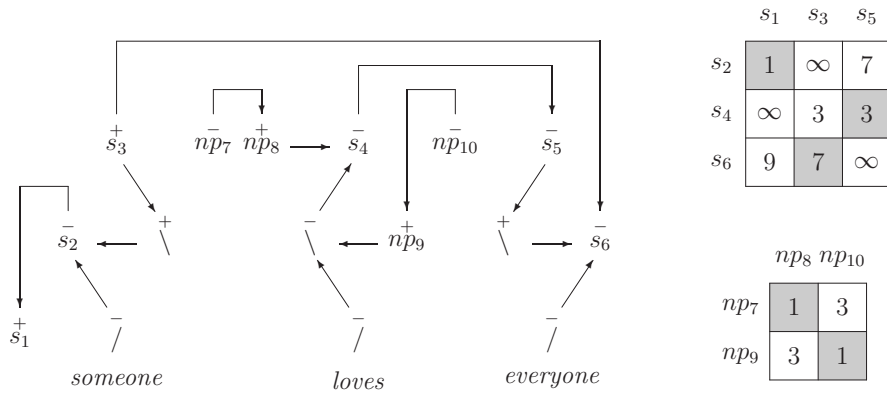 s₁ s₃ s₅
s₂ 1 ∞ 7
s₄ ∞ 3 3
s₆ 9 7 ∞
+ − + − − −
s₃ np₇ np₈ s₄ np₁₀ s₅
− + − + + −
s₂ \ \ np₉ \ s₆
+ − − −
s₁ / / /
someone loves everyone
np₈ np₁₀
np₇ 1 3
np₉ 3 1